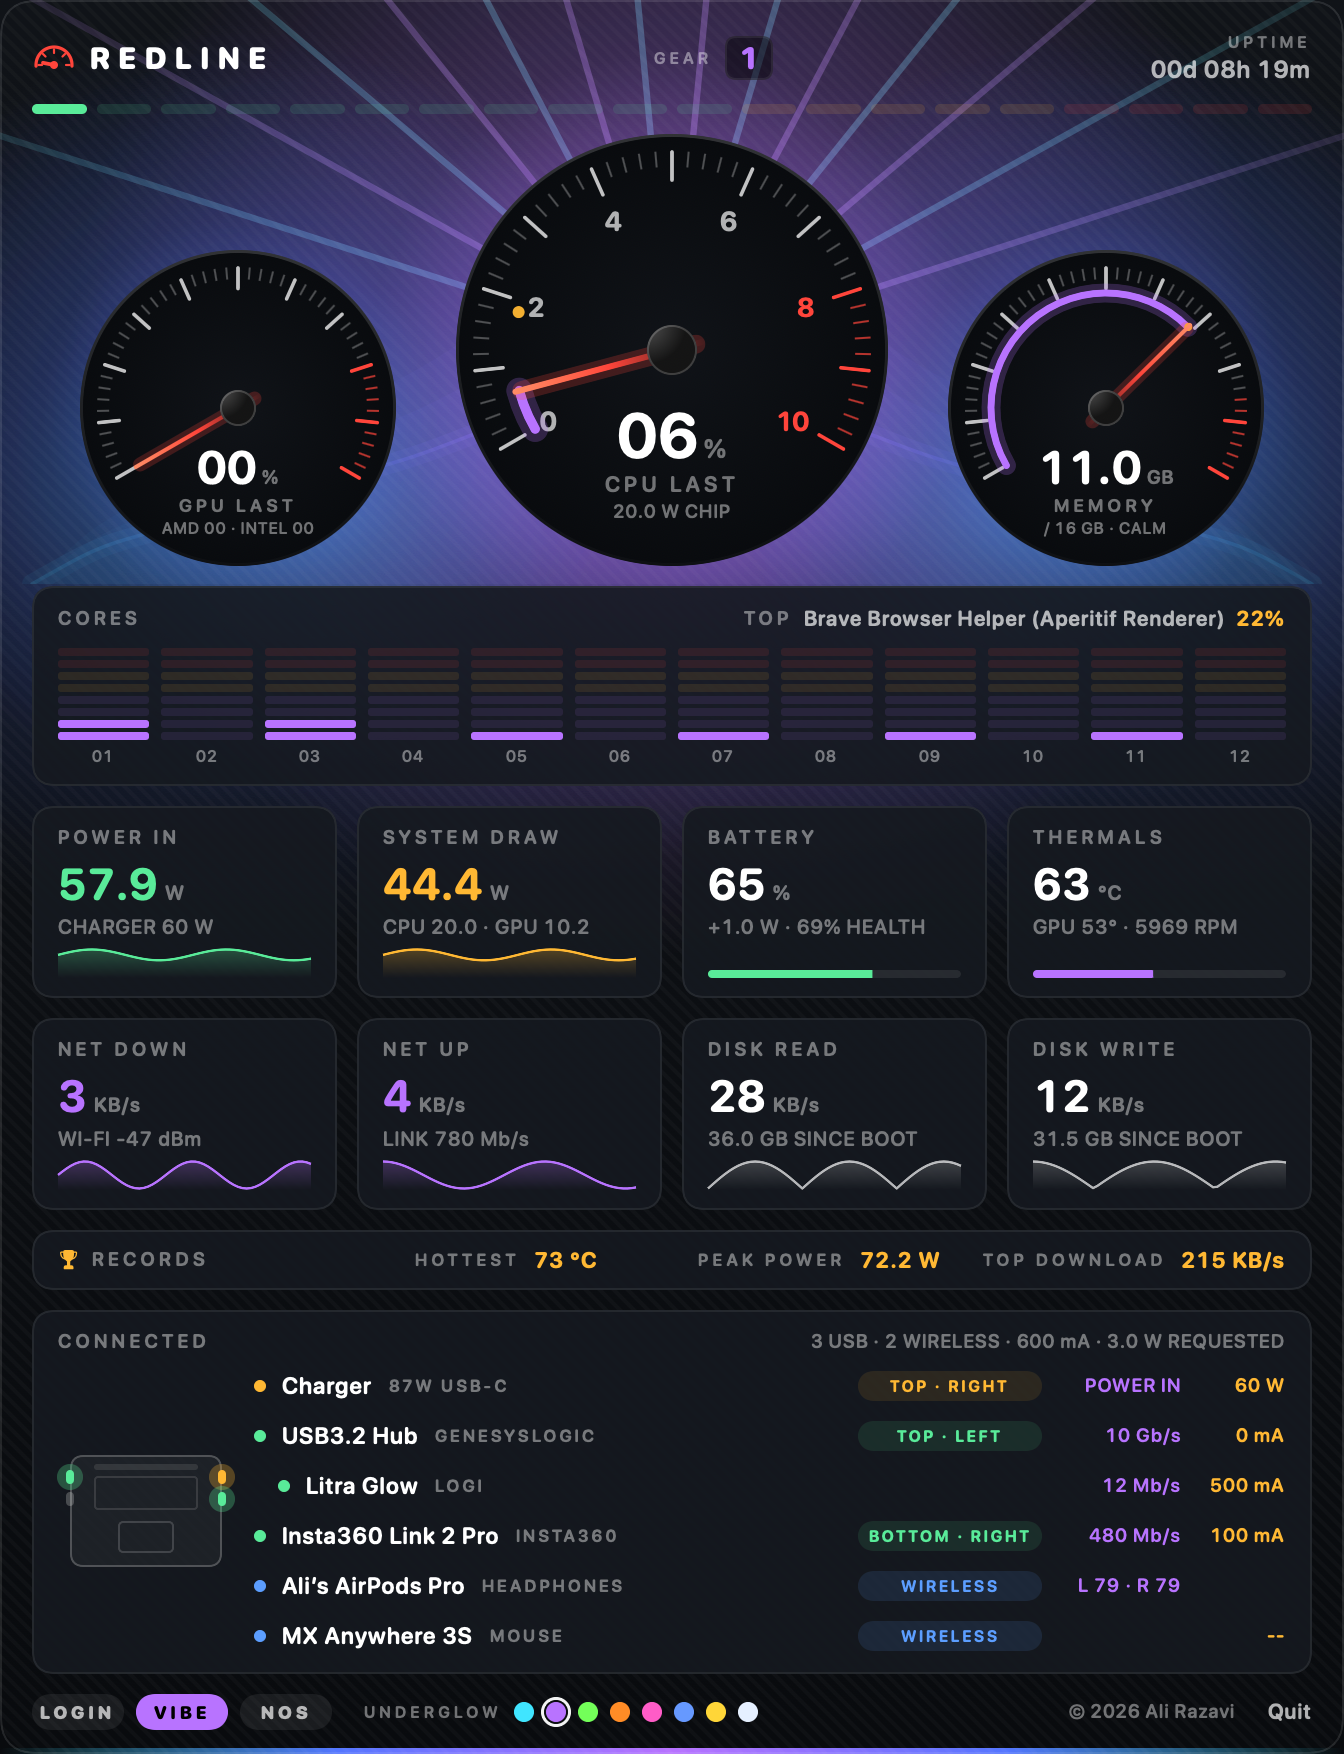 REDLINE
GEAR 1
UPTIME
00d 08h 19m
4 6
2 8
0 10
06 %
CPU LAST
20.0 W CHIP
00 %
GPU LAST
AMD 00 · INTEL 00
11.0 GB
MEMORY
/ 16 GB · CALM
CORES TOP Brave Browser Helper (Aperitif Renderer) 22%
01 02 03 04 05 06 07 08 09 10 11 12
POWER IN
57.9 W
CHARGER 60 W
SYSTEM DRAW
44.4 W
CPU 20.0 · GPU 10.2
BATTERY
65 %
+1.0 W · 69% HEALTH
THERMALS
63 °C
GPU 53° · 5969 RPM
NET DOWN
3 KB/s
WI-FI -47 dBm
NET UP
4 KB/s
LINK 780 Mb/s
DISK READ
28 KB/s
36.0 GB SINCE BOOT
DISK WRITE
12 KB/s
31.5 GB SINCE BOOT
RECORDS HOTTEST 73 °C PEAK POWER 72.2 W TOP DOWNLOAD 215 KB/s
CONNECTED 3 USB · 2 WIRELESS · 600 mA · 3.0 W REQUESTED
Charger 87W USB-C TOP · RIGHT POWER IN 60 W
USB3.2 Hub GENESYSLOGIC TOP · LEFT 10 Gb/s 0 mA
Litra Glow LOGI 12 Mb/s 500 mA
Insta360 Link 2 Pro INSTA360 BOTTOM · RIGHT 480 Mb/s 100 mA
Ali’s AirPods Pro HEADPHONES WIRELESS L 79 · R 79
MX Anywhere 3S MOUSE WIRELESS --
LOGIN VIBE NOS UNDERGLOW © 2026 Ali Razavi Quit